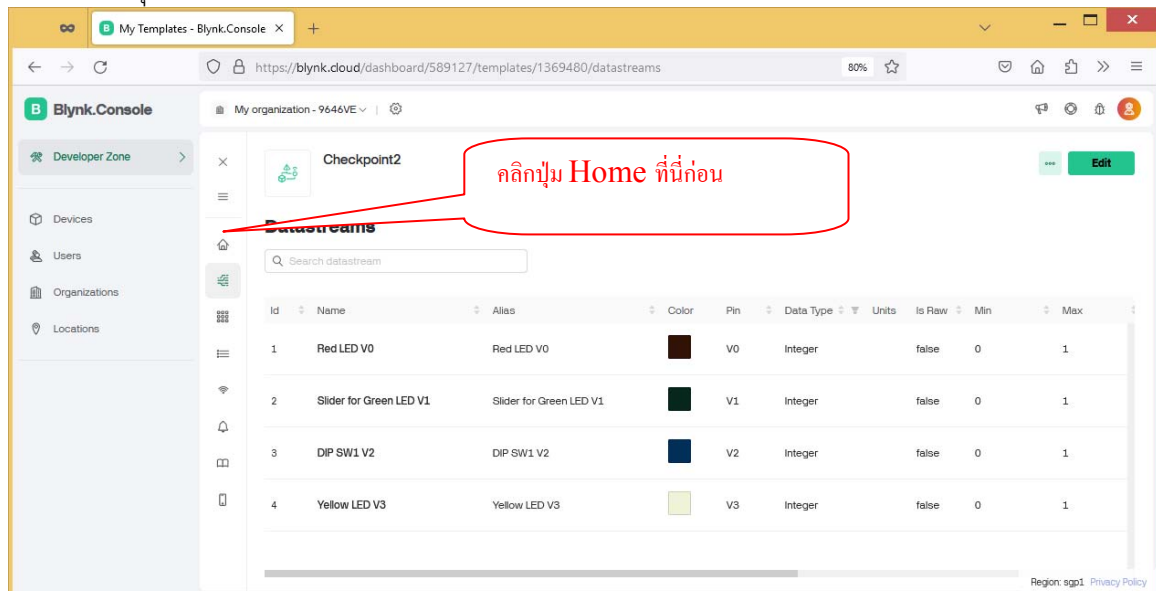 My Templates - Blynk.Console
https://blynk.cloud/dashboard/589127/templates/1369480/datastreams 80%
B Blynk.Console My organization - 9646VE
Developer Zone
Checkpoint2
Edit
คลิกปุ่ม Home ที่นี่ก่อน
Devices
Users
Organizations
Locations
Datastreams
Search datastream
Id Name Alias Color Pin Data Type Units Is Raw Min Max
1 Red LED V0 Red LED V0 V0 Integer false 0 1
2 Slider for Green LED V1 Slider for Green LED V1 V1 Integer false 0 1
3 DIP SW1 V2 DIP SW1 V2 V2 Integer false 0 1
4 Yellow LED V3 Yellow LED V3 V3 Integer false 0 1
Region: sgp1 Privacy Policy